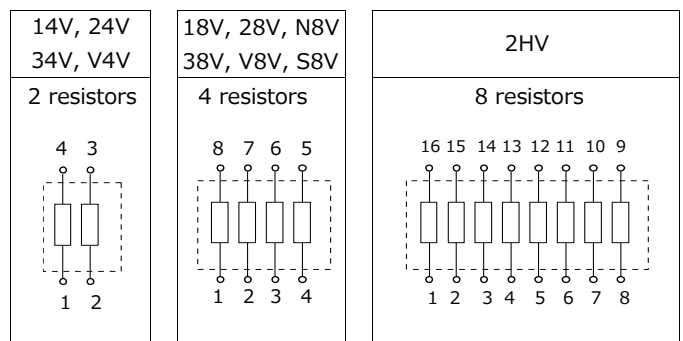 14V, 24V
34V, V4V
2 resistors
4 3
1 2
18V, 28V, N8V
38V, V8V, S8V
4 resistors
8 7 6 5
1 2 3 4
2HV
8 resistors
16 15 14 13 12 11 10 9
1 2 3 4 5 6 7 8